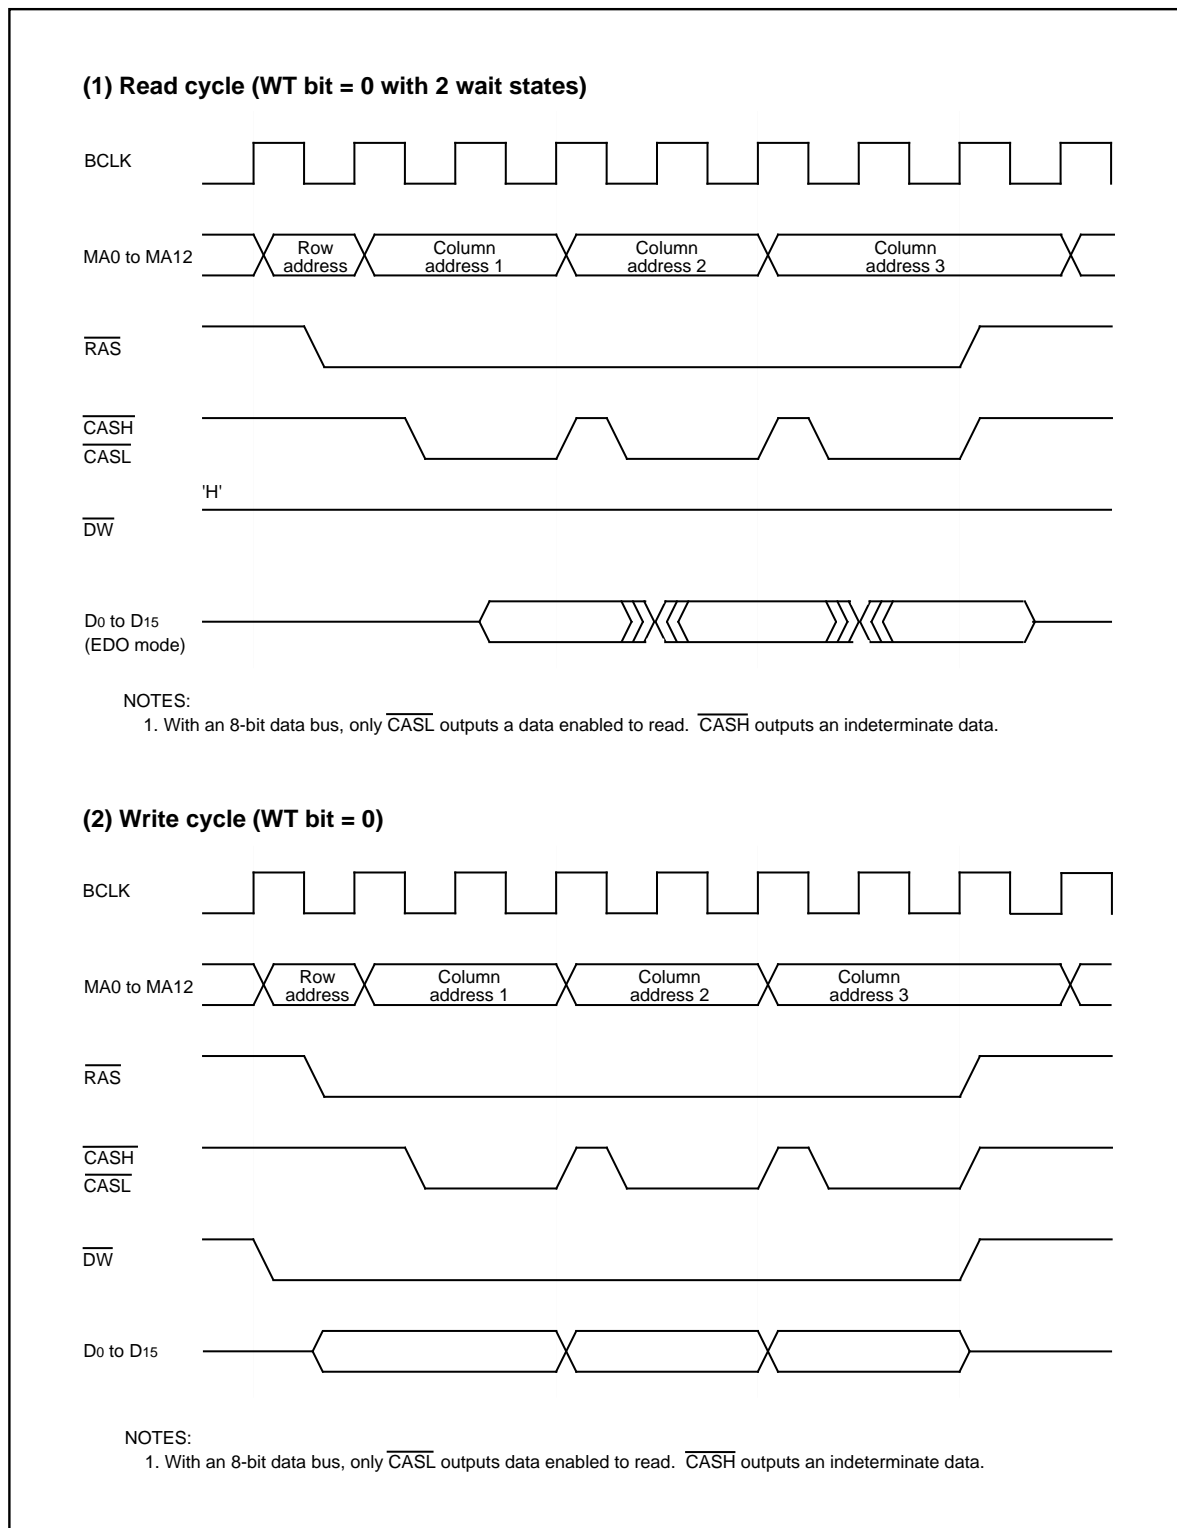 (1) Read cycle (WT bit = 0 with 2 wait states)
BCLK
MA0 to MA12
Row
address
Column
address 1
Column
address 2
Column
address 3
RAS
CASH
CASL
'H'
DW
D0 to D15
(EDO mode)
NOTES:
1. With an 8-bit data bus, only CASL outputs a data enabled to read. CASH outputs an indeterminate data.
(2) Write cycle (WT bit = 0)
BCLK
MA0 to MA12
Row
address
Column
address 1
Column
address 2
Column
address 3
RAS
CASH
CASL
DW
D0 to D15
NOTES:
1. With an 8-bit data bus, only CASL outputs data enabled to read. CASH outputs an indeterminate data.